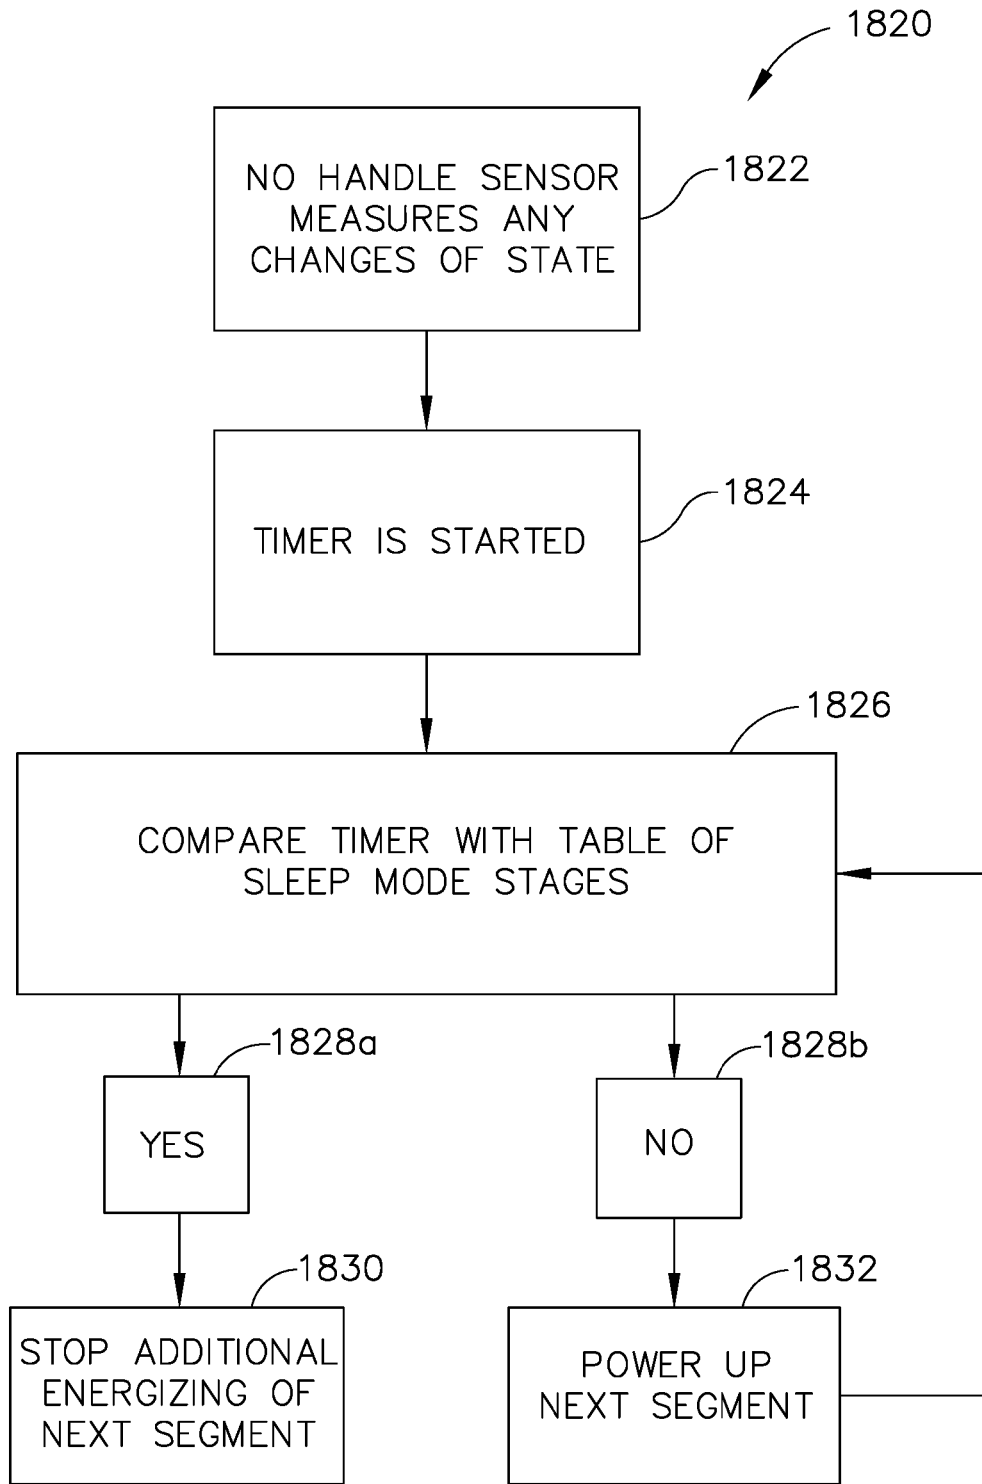 1820
NO HANDLE SENSOR
MEASURES ANY
CHANGES OF STATE
1822
TIMER IS STARTED
1824
1826
COMPARE TIMER WITH TABLE OF
SLEEP MODE STAGES
1828a
YES
1828b
NO
1830
STOP ADDITIONAL
ENERGIZING OF
NEXT SEGMENT
1832
POWER UP
NEXT SEGMENT